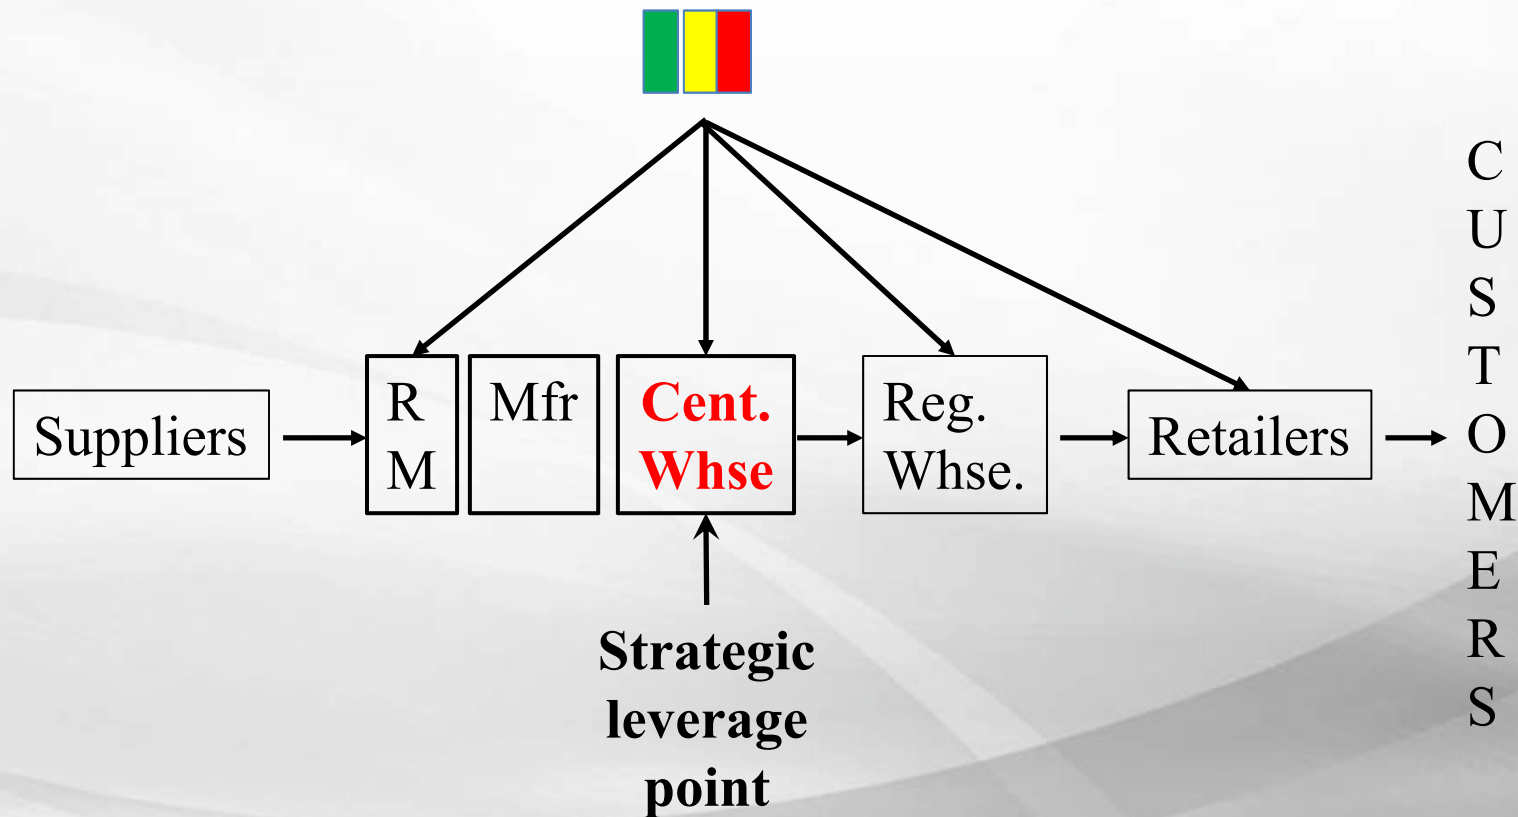 Suppliers
R
M
Mfr
Cent.
Whse
Reg.
Whse.
Retailers
C
U
S
T
O
M
E
R
S
Strategic
leverage
point